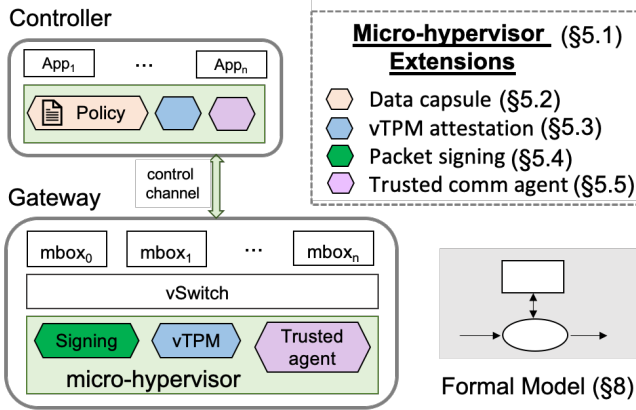 Controller
App1 ... Appn
Policy
control
channel
Gateway
mbox0 mbox1 ... mboxn
vSwitch
Signing vTPM Trusted
agent
micro-hypervisor
Micro-hypervisor (§5.1)
Extensions
Data capsule (§5.2)
vTPM attestation (§5.3)
Packet signing (§5.4)
Trusted comm agent (§5.5)
Formal Model (§8)